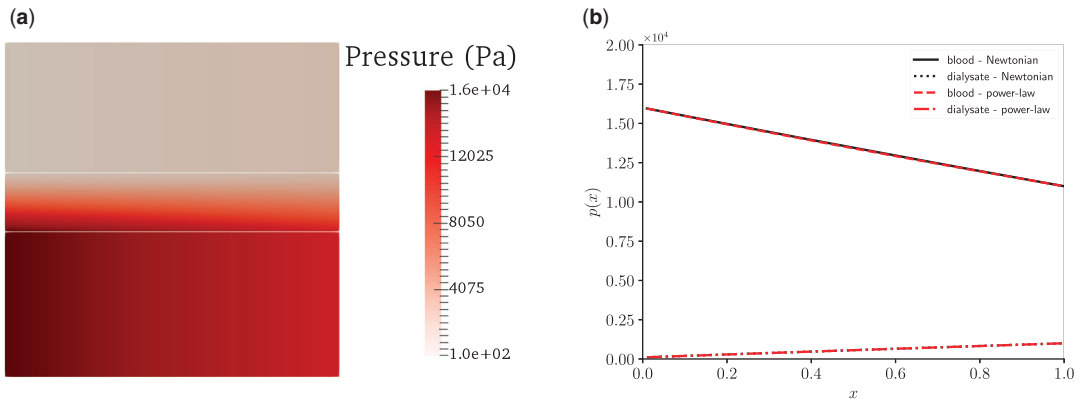 (a)
Pressure (Pa)
1.6e+04
12025
8050
4075
1.0e+02
(b)
×10⁴
2.00
1.75
1.50
1.25
1.00
0.75
0.50
0.25
0.00
p(x)
0.0 0.2 0.4 0.6 0.8 1.0
x
blood - Newtonian
dialysate - Newtonian
blood - power-law
dialysate - power-law